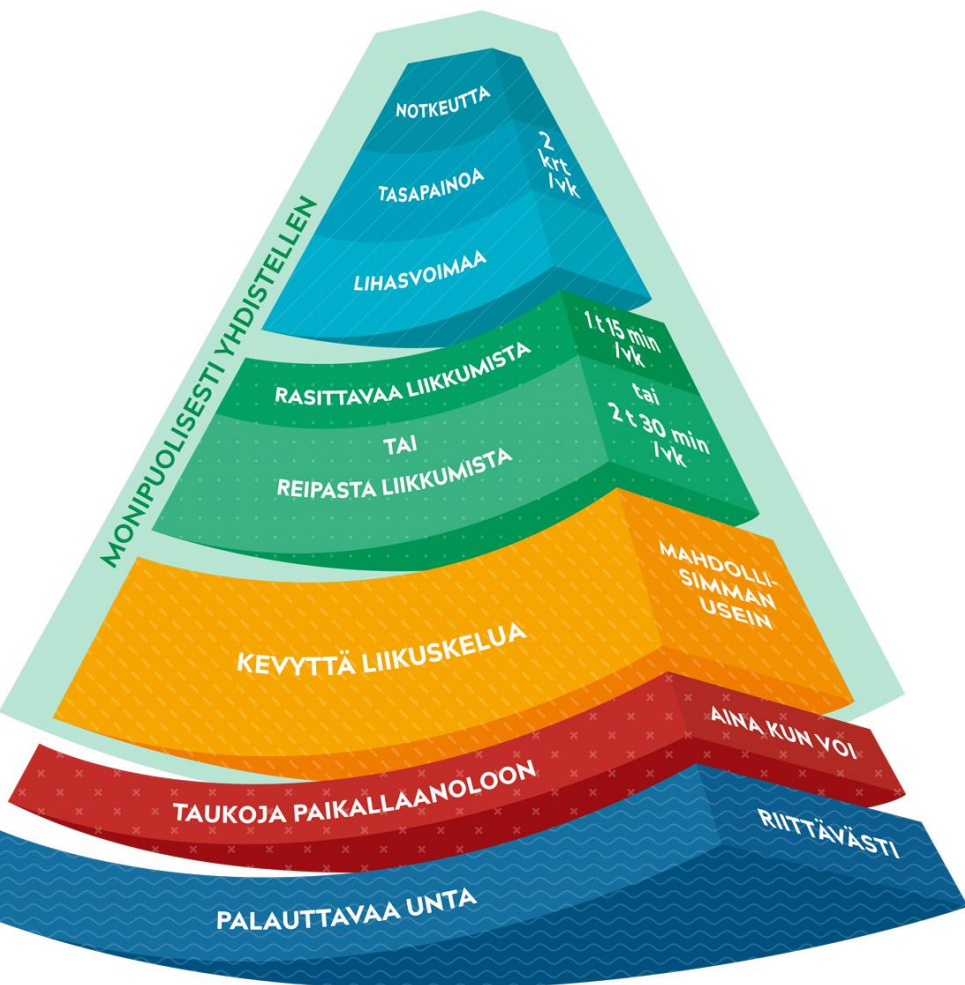 MONIPUOLISESTI YHDISTELLEN
NOTKEUTTA
TASAPAINOA
LIHASVOIMAA
2
krt
/vk
RASITTAVAA LIIKKUMISTA
1 t 15 min
/vk
TAI
REIPASTA LIIKKUMISTA
tai
2 t 30 min
/vk
KEVYTTÄ LIIKUSKELUA
MAHDOLLI-
SIMMAN
USEIN
TAUKOJA PAIKALLAANOLOON
AINA KUN VOI
PALAUTTAVAA UNTA
RIITTÄVÄSTI